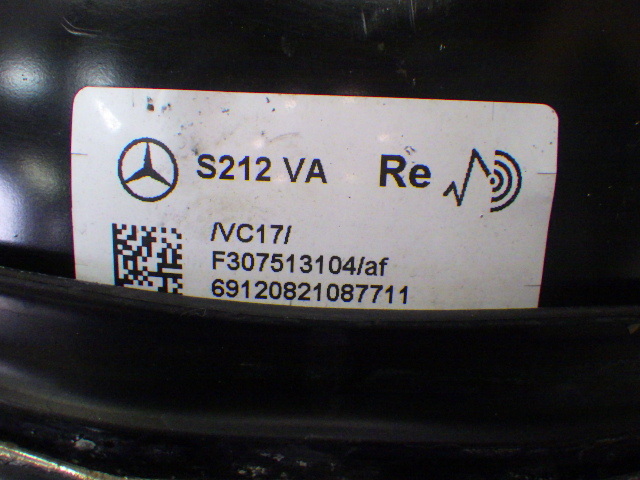 S212 VA Re
/VC17/
F307513104/af
69120821087711